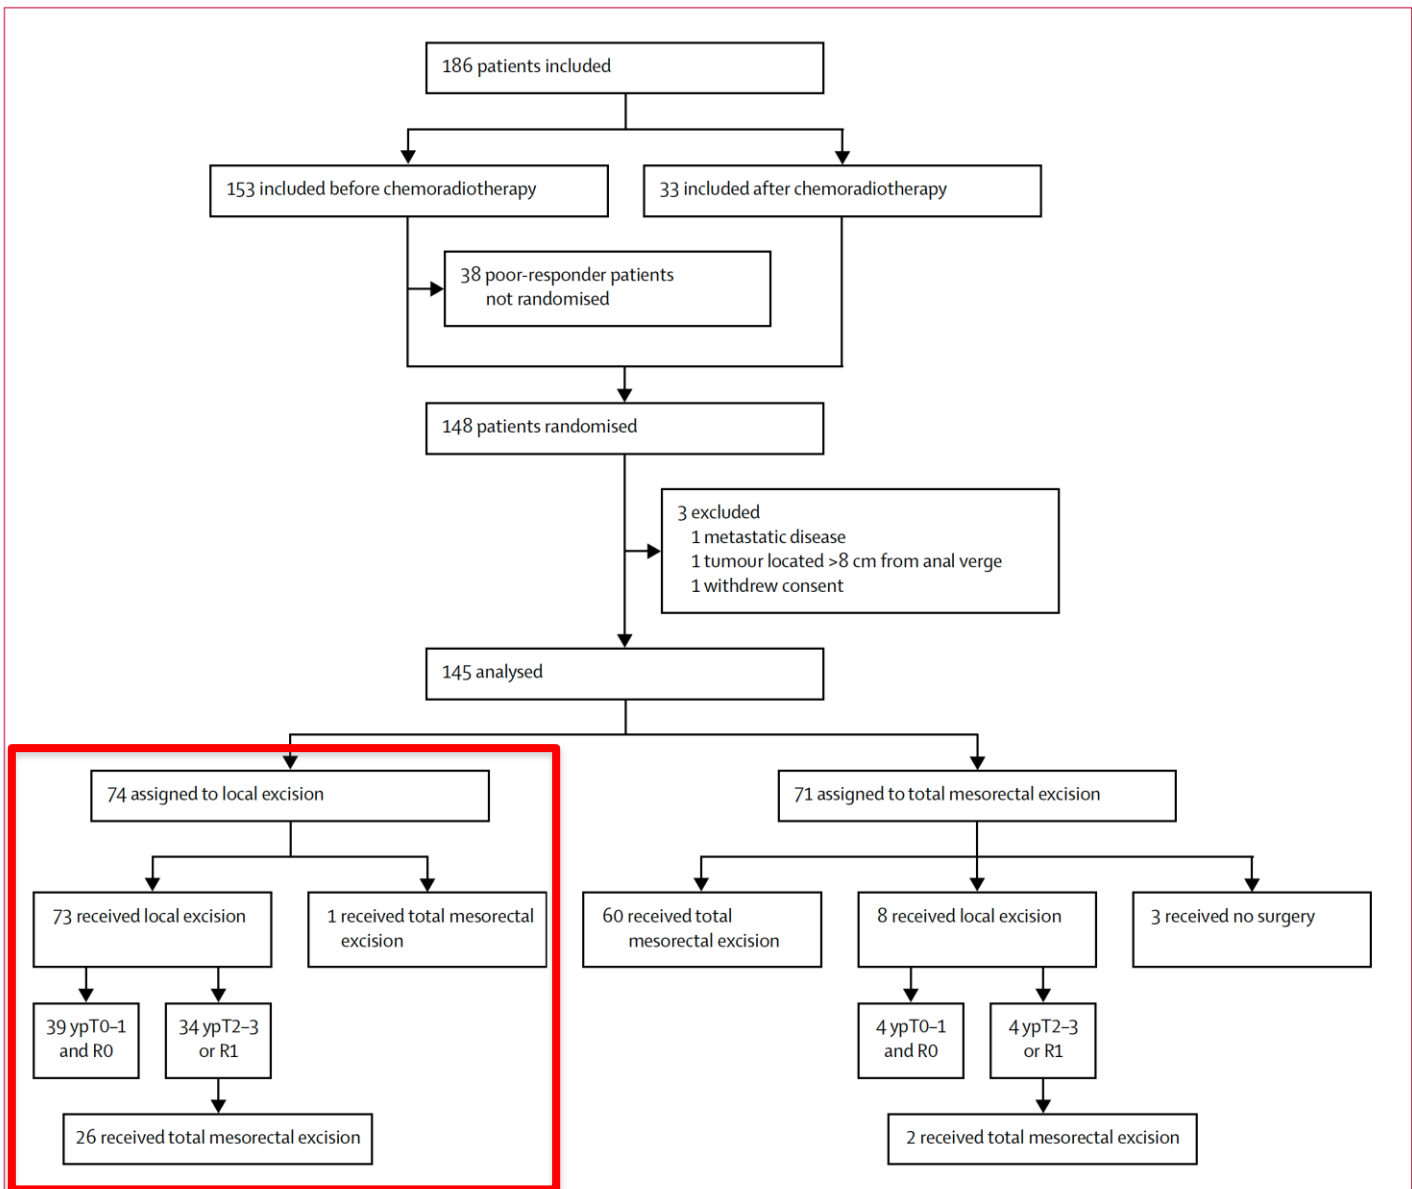 186 patients included
153 included before chemoradiotherapy
33 included after chemoradiotherapy
38 poor-responder patients
not randomised
148 patients randomised
3 excluded
1 metastatic disease
1 tumour located >8 cm from anal verge
1 withdrew consent
145 analysed
74 assigned to local excision
71 assigned to total mesorectal excision
73 received local excision
1 received total mesorectal
excision
60 received total
mesorectal excision
8 received local excision
3 received no surgery
39 ypT0–1
and R0
34 ypT2–3
or R1
4 ypT0–1
and R0
4 ypT2–3
or R1
26 received total mesorectal excision
2 received total mesorectal excision